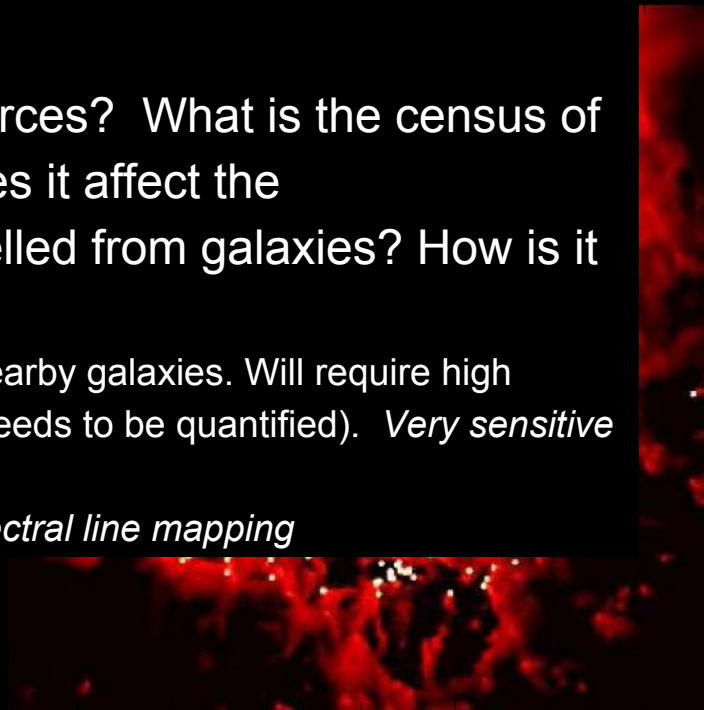 rces? What is the census of
es it affect the
elled from galaxies? How is it
earby galaxies. Will require high
eeds to be quantified). Very sensitive
ectral line mapping